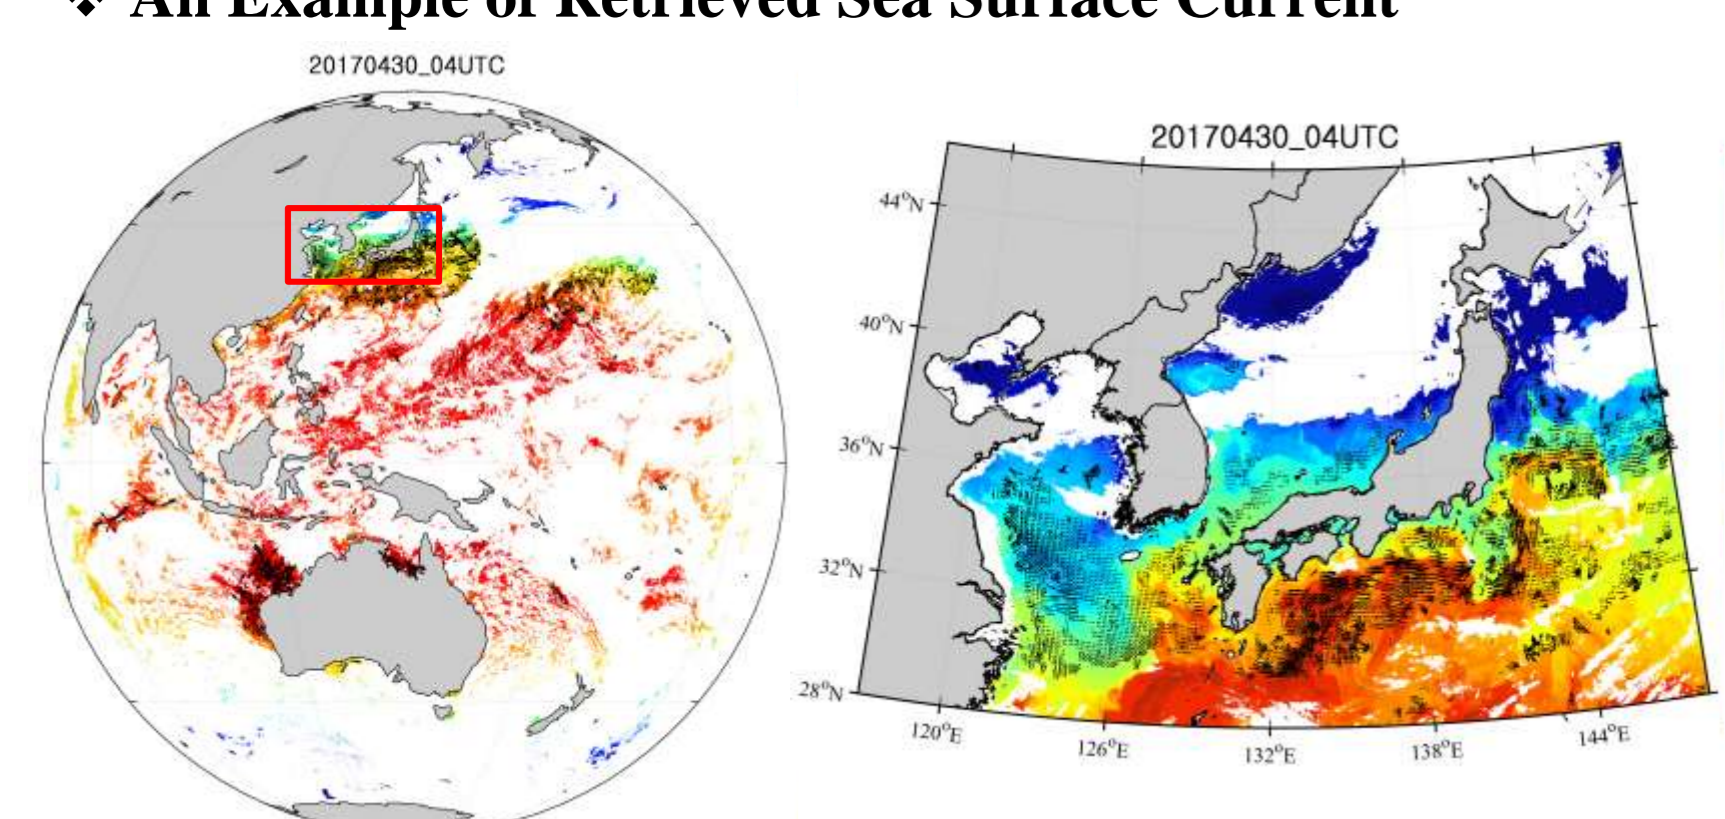 ❖ An Example of Retrieved Sea Surface Current
20170430_04UTC
20170430_04UTC
44°N
40°N
36°N
32°N
28°N
120°E
126°E
132°E
138°E
144°E